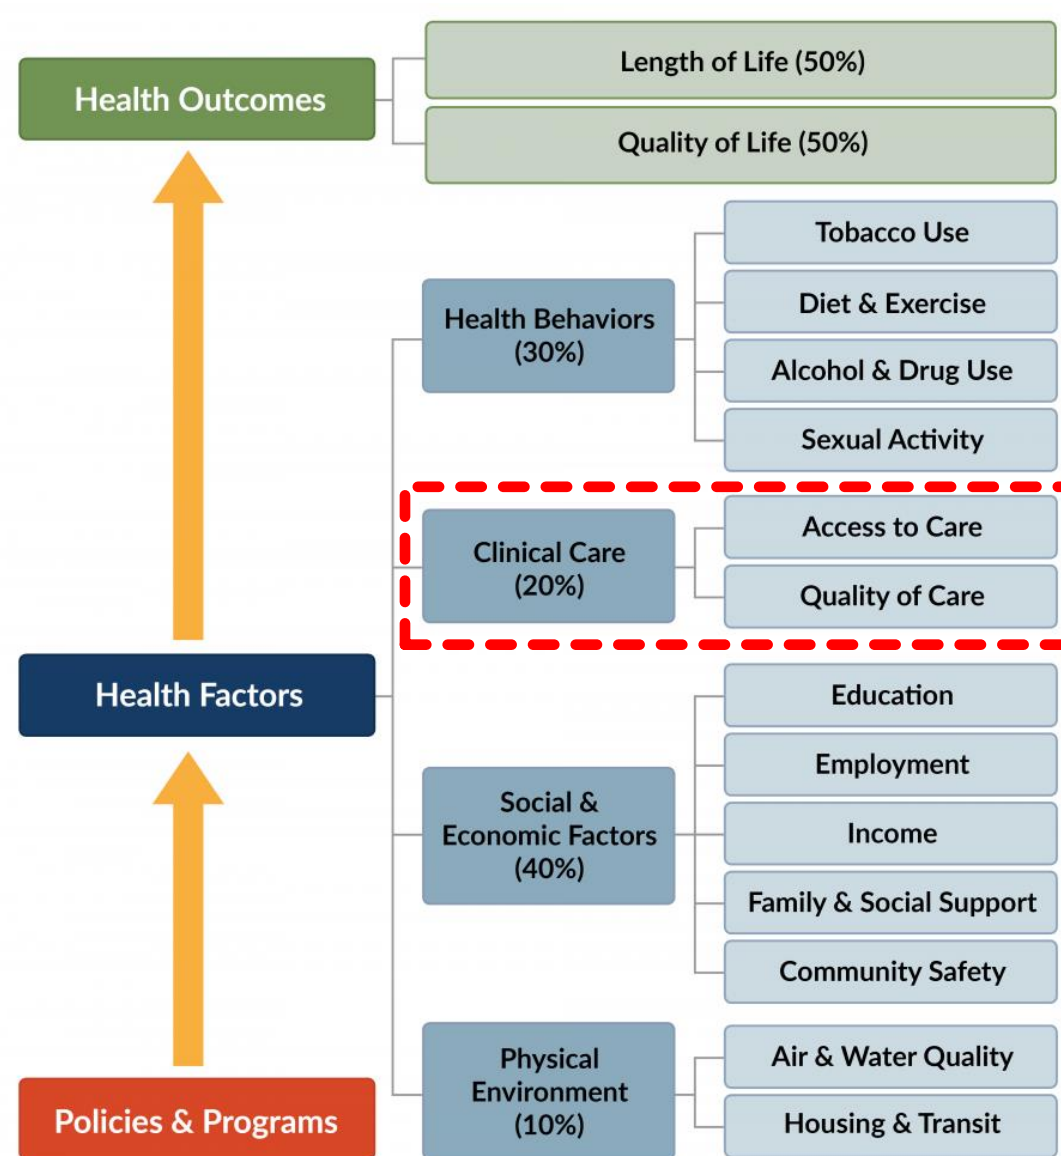 Health Outcomes
Length of Life (50%)
Quality of Life (50%)
Health Behaviors
(30%)
Tobacco Use
Diet & Exercise
Alcohol & Drug Use
Sexual Activity
Clinical Care
(20%)
Access to Care
Quality of Care
Health Factors
Social &
Economic Factors
(40%)
Education
Employment
Income
Family & Social Support
Community Safety
Physical
Environment
(10%)
Air & Water Quality
Housing & Transit
Policies & Programs